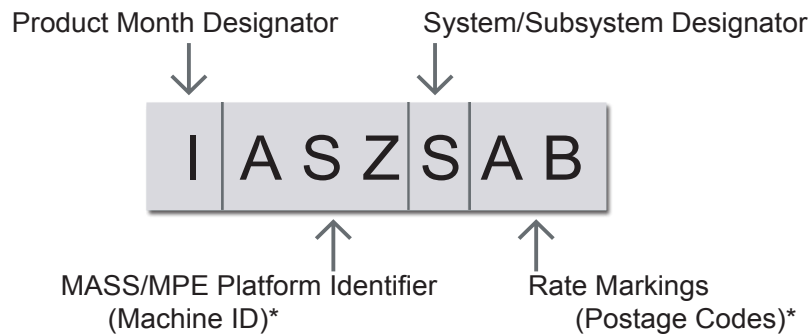 Product Month Designator
System/Subsystem Designator
I A S Z S A B
MASS/MPE Platform Identifier
(Machine ID)*
Rate Markings
(Postage Codes)*